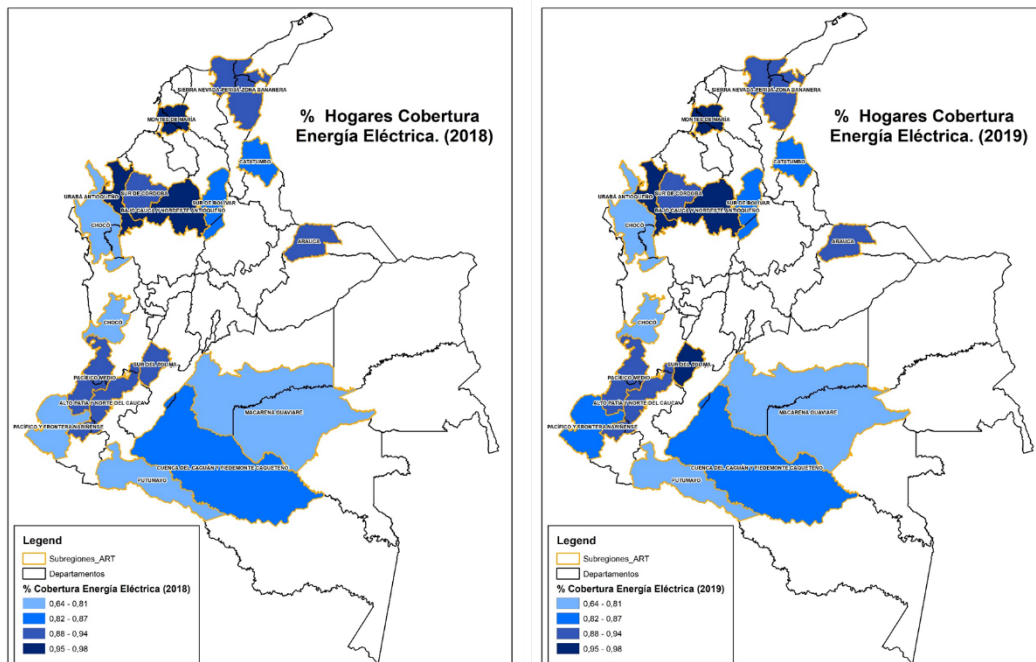 % Hogares Cobertura
Energía Eléctrica. (2018)
SIERRA NEVADA-PERIJA-ZONA BANANERA
MONTES DE MARÍA
CATATUMBO
URABÁ ANTIOQUEÑO
SUR DE CÓRDOBA
SUR DE BOLÍVAR
BAJO CAUCA Y NORDESTE ANTIOQUEÑO
CHOCÓ
ARAUCA
CHOCÓ
SUR DEL TOLIMA
PACÍFICO MEDIO
ALTO PATÍA Y NORTE DEL CAUCA
MACARENA GUAVIARE
PACÍFICO Y FRONTERA NARIÑENSE
CUENCA DEL CAGUÁN Y PIEDEMONTE CAQUETEÑO
PUTUMAYO
Legend
Subregiones_ART
Departamentos
% Cobertura Energía Eléctrica (2018)
0,64 - 0,81
0,82 - 0,87
0,88 - 0,94
0,95 - 0,98
% Hogares Cobertura
Energía Eléctrica. (2019)
SIERRA NEVADA-PERIJA-ZONA BANANERA
MONTES DE MARÍA
CATATUMBO
URABÁ ANTIOQUEÑO
SUR DE CÓRDOBA
SUR DE BOLÍVAR
BAJO CAUCA Y NORDESTE ANTIOQUEÑO
CHOCÓ
ARAUCA
CHOCÓ
SUR DEL TOLIMA
PACÍFICO MEDIO
ALTO PATÍA Y NORTE DEL CAUCA
MACARENA GUAVIARE
PACÍFICO Y FRONTERA NARIÑENSE
CUENCA DEL CAGUÁN Y PIEDEMONTE CAQUETEÑO
PUTUMAYO
Legend
Subregiones_ART
Departamentos
% Cobertura Energía Eléctrica (2019)
0,64 - 0,81
0,82 - 0,87
0,88 - 0,94
0,95 - 0,98